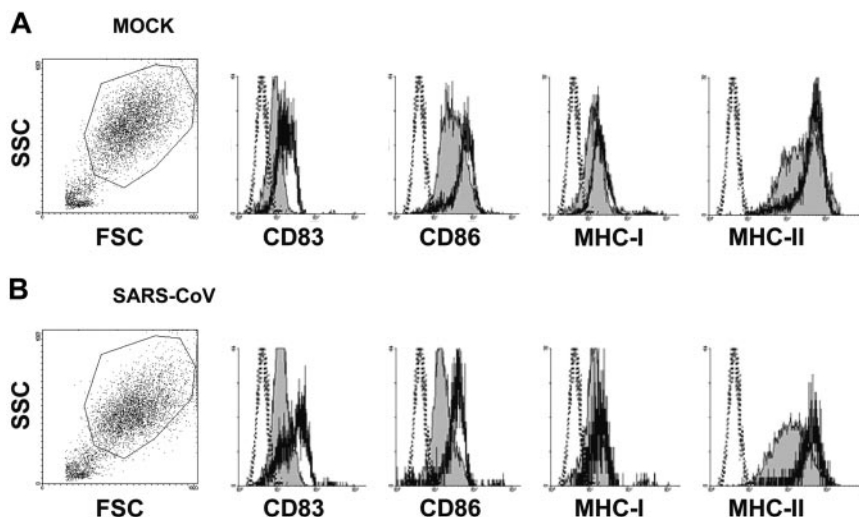 A
MOCK
SSC
FSC
CD83
CD86
MHC-I
MHC-II
B
SARS-CoV
SSC
FSC
CD83
CD86
MHC-I
MHC-II